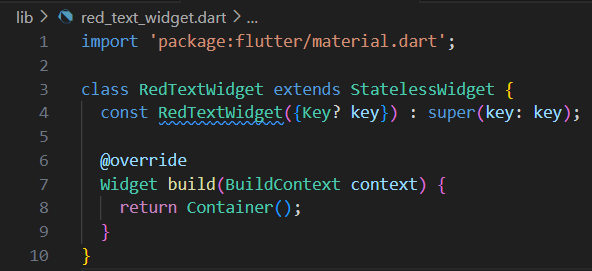 lib > red_text_widget.dart > ...
1 import 'package:flutter/material.dart';
2
3 class RedTextWidget extends StatelessWidget {
4 const RedTextWidget({Key? key}) : super(key: key);
5
6 @override
7 Widget build(BuildContext context) {
8 return Container();
9 }
10 }